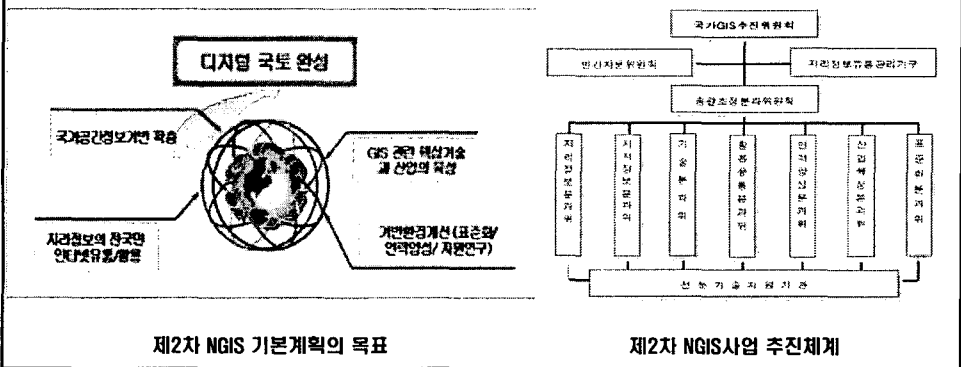 디지털 국토 완성
국가공간정보기반 확충
GIS 관련 핵심기술
과 산업의 육성
지리정보의 전국민
인터넷유통/활용
기반환경개선 (표준화/
인력양성/ 지원연구)
제2차 NGIS 기본계획의 목표
국가GIS추진위원회
민간자문위원회
지리정보유통관리기구
총괄조정분과위원회
지리정보분과위
지적정보분과위
기술분과위
활용유통분과위
인력양성분과위
산업육성분과위
표준화분과위
전문기술지원기관
제2차 NGIS사업 추진체계